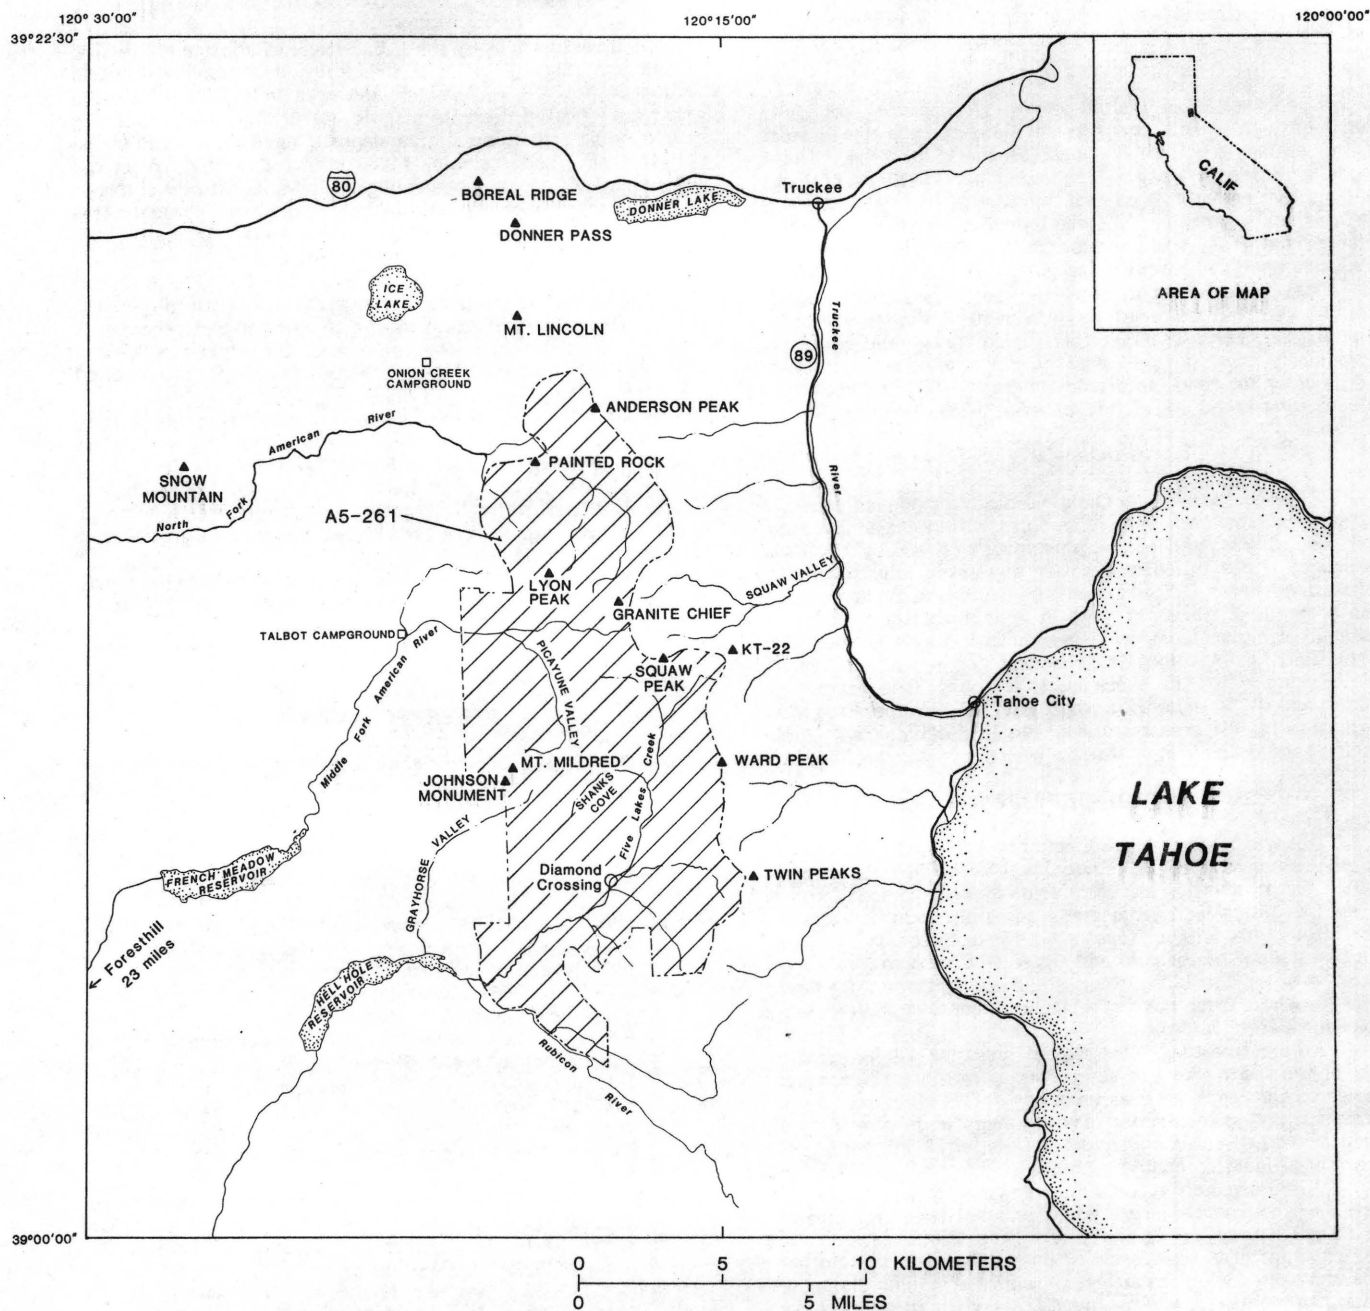 120° 30'00"
120°15'00"
120°00'00"
39°22'30"
80
BOREAL RIDGE
DONNER LAKE
Truckee
DONNER PASS
CALIF
AREA OF MAP
ICE
LAKE
MT. LINCOLN
Truckee
89
ONION CREEK
CAMPGROUND
ANDERSON PEAK
American River
PAINTED ROCK
SNOW
MOUNTAIN
North Fork
River
A5-261
LYON
PEAK
SQUAW VALLEY
GRANITE CHIEF
TALBOT CAMPGROUND
Middle Fork American River
PICAYUNE VALLEY
KT-22
SQUAW
PEAK
Tahoe City
MT. MILDRED
JOHNSON
MONUMENT
WARD PEAK
SHANKS
COVE
Five Lakes Creek
LAKE
TAHOE
GRAYHORSE VALLEY
FRENCH MEADOW
RESERVOIR
Diamond
Crossing
TWIN PEAKS
Foresthill
23 miles
HELL HOLE
RESERVOIR
Rubicon
River
39°00'00"
0 5 10 KILOMETERS
0 5 MILES